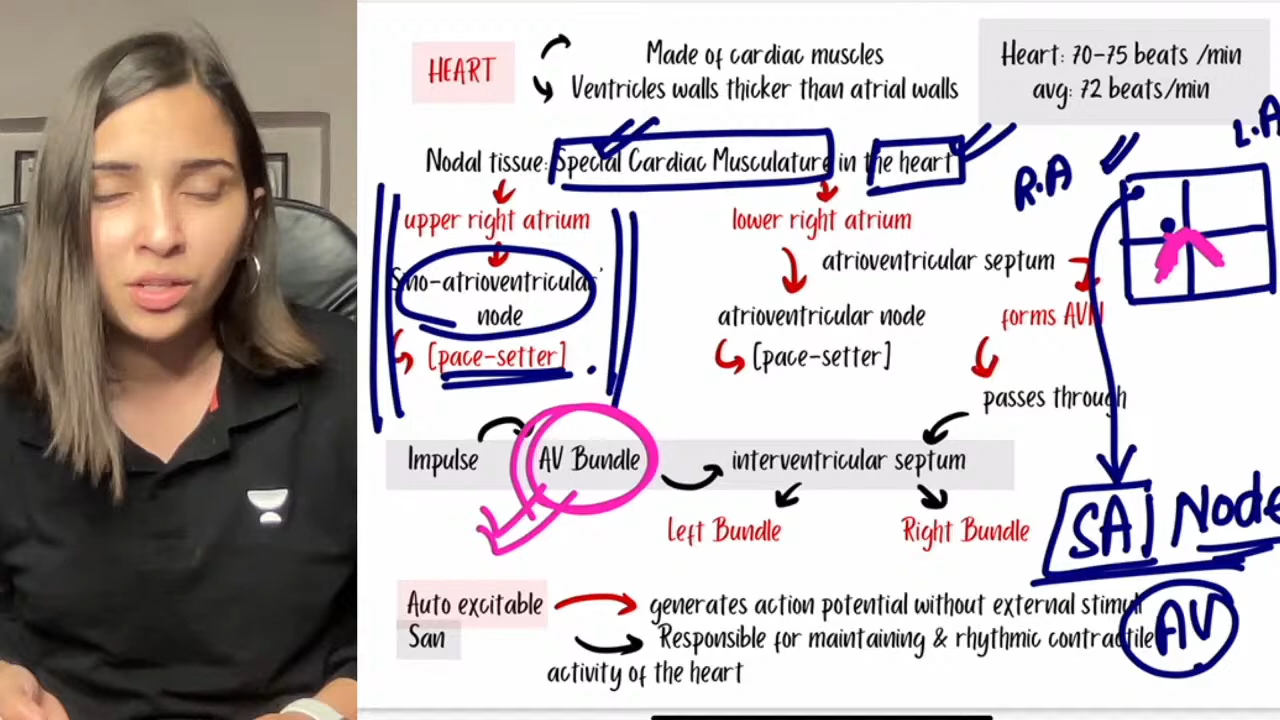 HEART
Made of cardiac muscles
Ventricles walls thicker than atrial walls
Heart: 70-75 beats /min
avg: 72 beats/min
L.A
Nodal tissue: Special Cardiac Musculature in the heart
R.A
upper right atrium
lower right atrium
Sino-atrioventricular
node
[pace-setter]
atrioventricular septum
atrioventricular node
[pace-setter]
forms AVN
passes through
Impulse
AV Bundle
interventricular septum
Left Bundle
Right Bundle
SA Node
Auto excitable
generates action potential without external stimuli
San
Responsible for maintaining & rhythmic contractile
activity of the heart
AV